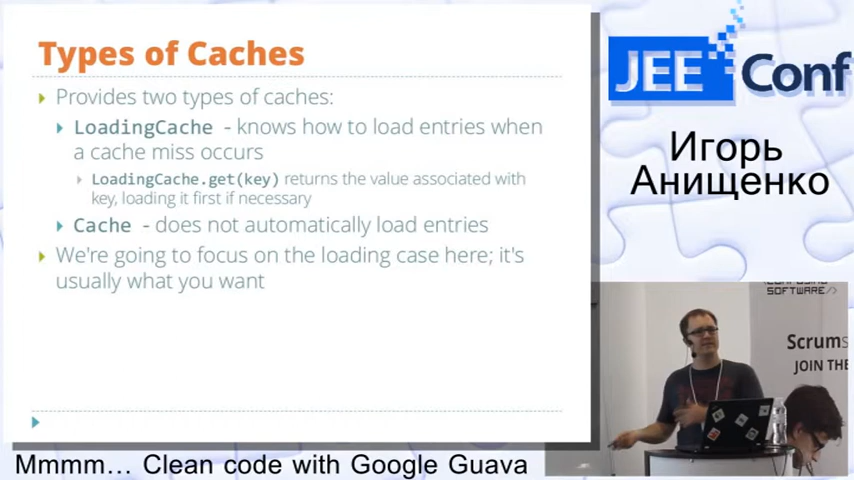 Types of Caches
Provides two types of caches:
LoadingCache - knows how to load entries when
a cache miss occurs
LoadingCache.get(key) returns the value associated with
key, loading it first if necessary
Cache - does not automatically load entries
We're going to focus on the loading case here; it's
usually what you want
JEE Conf
Игорь
Анищенко
SOFTWARE/>
Scrum
JOIN THE
Mmmm... Clean code with Google Guava